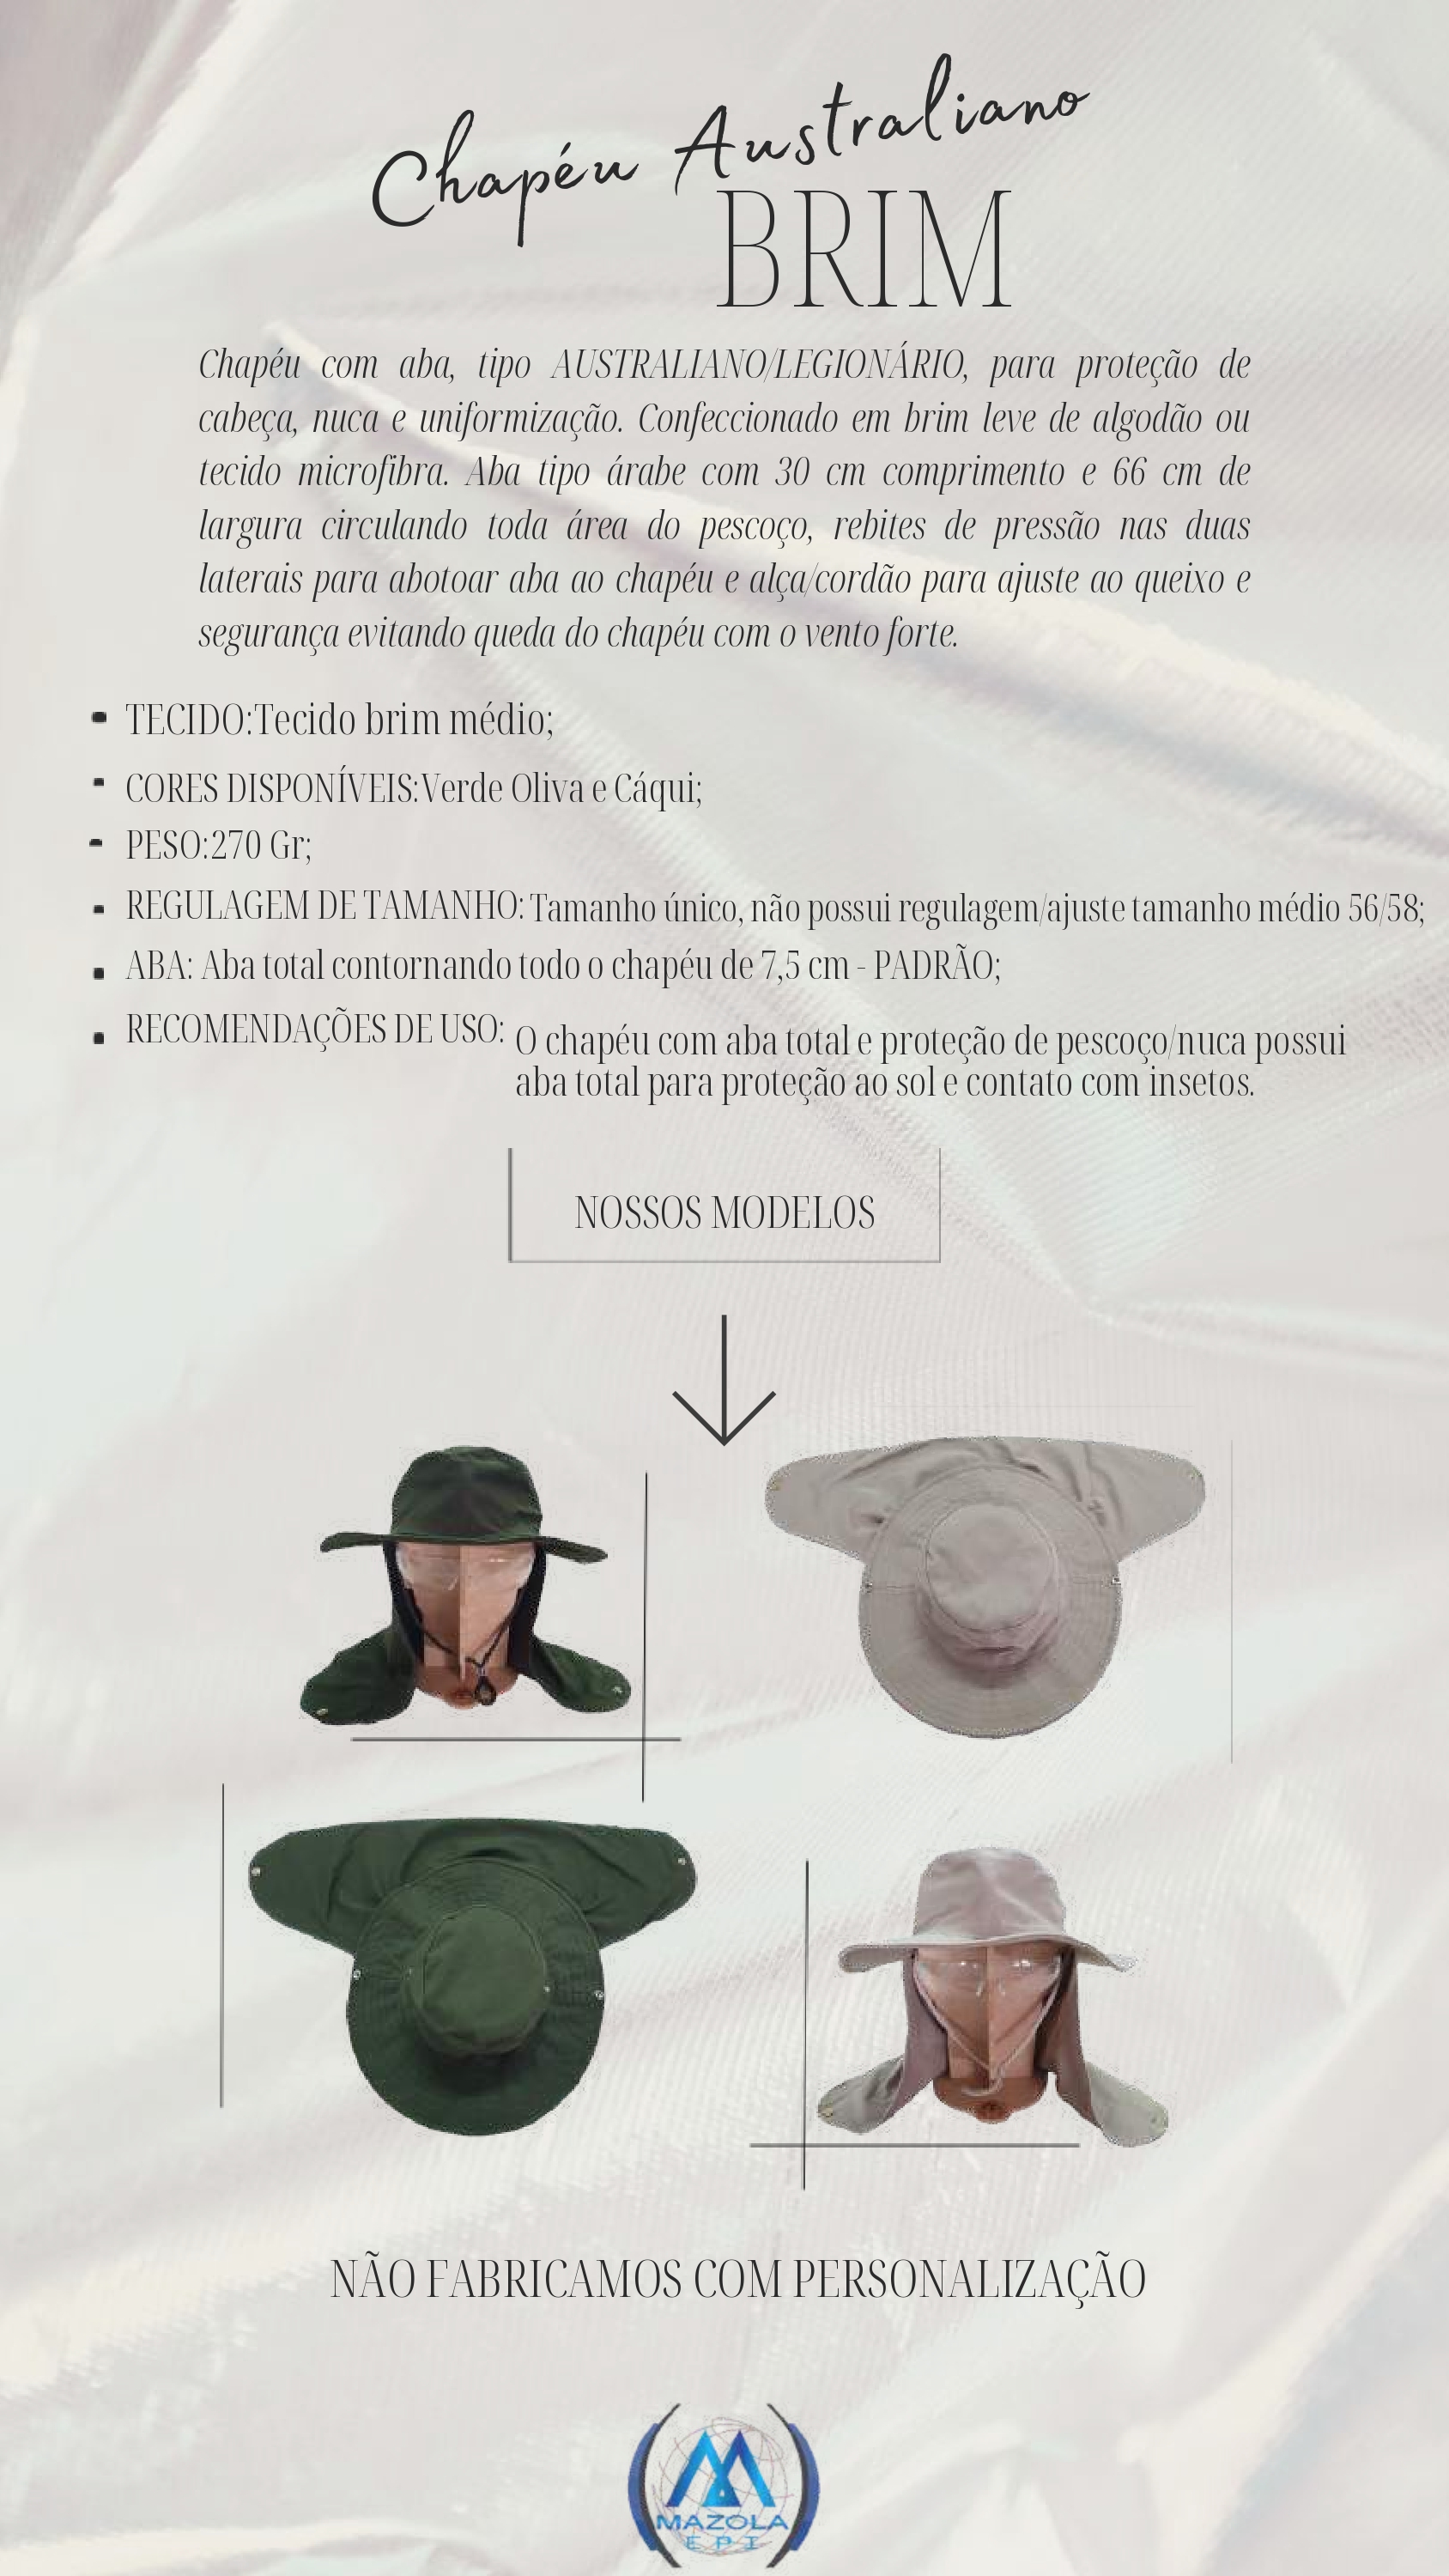 Chapéu Australiano
BRIM
Chapéu com aba, tipo AUSTRALIANO/LEGIONÁRIO, para proteção de
cabeça, nuca e uniformização. Confeccionado em brim leve de algodão ou
tecido microfibra. Aba tipo árabe com 30 cm comprimento e 66 cm de
largura circulando toda área do pescoço, rebites de pressão nas duas
laterais para abotoar aba ao chapéu e alça/cordão para ajuste ao queixo e
segurança evitando queda do chapéu com o vento forte.
TECIDO:Tecido brim médio;
CORES DISPONÍVEIS:Verde Oliva e Cáqui;
PESO:270 Gr;
REGULAGEM DE TAMANHO: Tamanho único, não possui regulagem/ajuste tamanho médio 56/58;
ABA: Aba total contornando todo o chapéu de 7,5 cm - PADRÃO;
RECOMENDAÇÕES DE USO: O chapéu com aba total e proteção de pescoço/nuca possui
aba total para proteção ao sol e contato com insetos.
NOSSOS MODELOS
NÃO FABRICAMOS COM PERSONALIZAÇÃO
MAZOLA
EPI